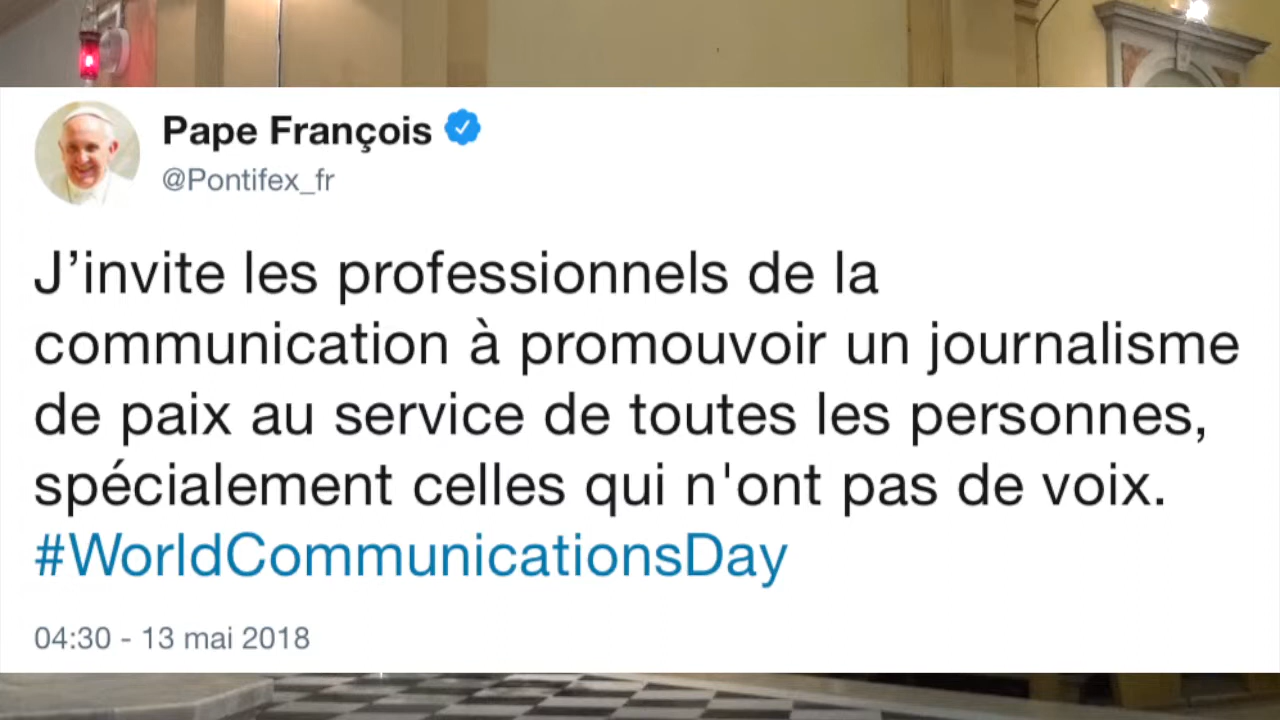 Pape François
@Pontifex_fr
J’invite les professionnels de la
communication à promouvoir un journalisme
de paix au service de toutes les personnes,
spécialement celles qui n'ont pas de voix.
#WorldCommunicationsDay
04:30 - 13 mai 2018